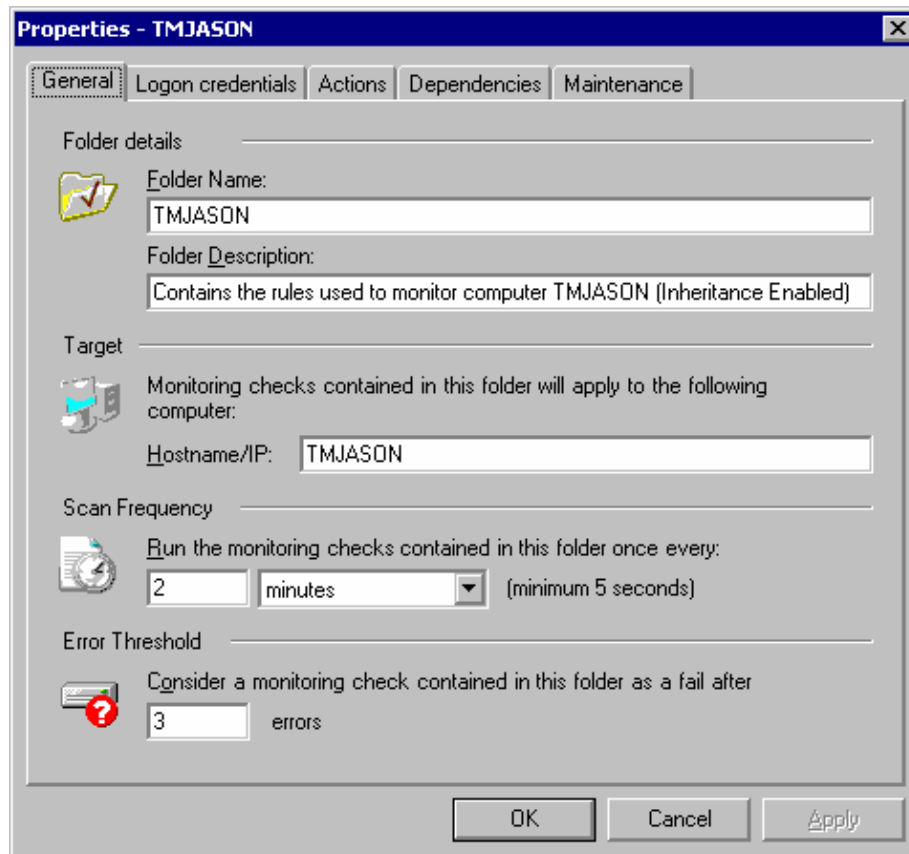 Properties - TMJASON
General
Logon credentials
Actions
Dependencies
Maintenance
Folder details
Folder Name:
TMJASON
Folder Description:
Contains the rules used to monitor computer TMJASON (Inheritance Enabled)
Target
Monitoring checks contained in this folder will apply to the following
computer:
Hostname/IP:
TMJASON
Scan Frequency
Run the monitoring checks contained in this folder once every:
2
minutes
(minimum 5 seconds)
Error Threshold
Consider a monitoring check contained in this folder as a fail after
3
errors
OK
Cancel
Apply